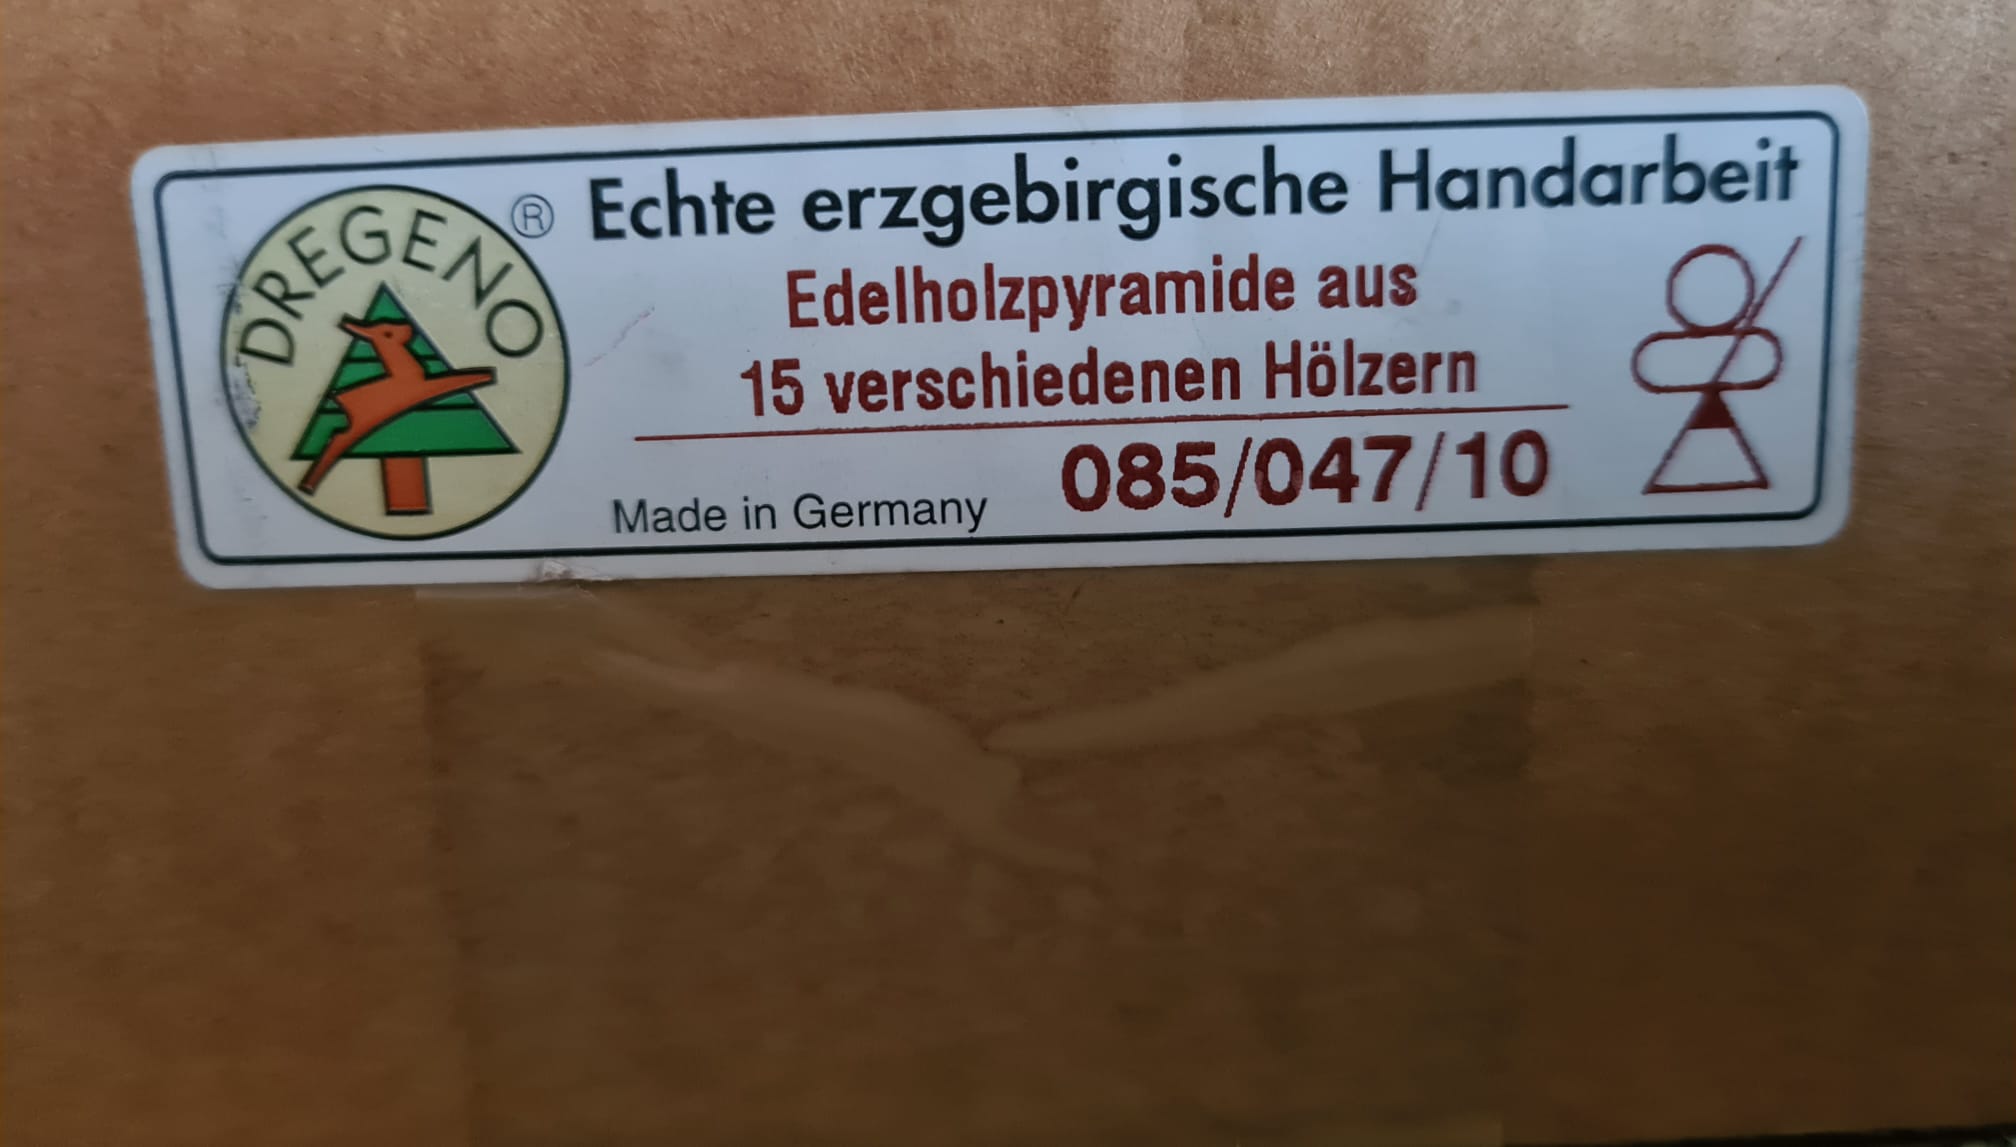 DREGENO ®
Echte erzgebirgische Handarbeit
Edelholzpyramide aus
15 verschiedenen Hölzern
Made in Germany 085/047/10